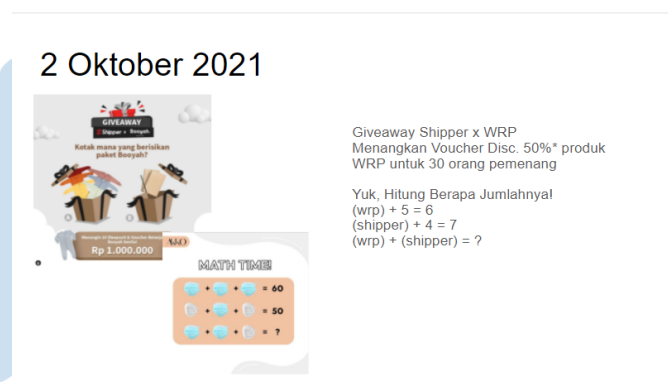 2 Oktober 2021
GIVEAWAY
Shipper x Booyah
Kotak mana yang berisikan
paket Booyah?
A
B
Rp 1.000.000
MATH TIME!
+ + = 60
+ + = 50
+ + = ?
Giveaway Shipper x WRP
Menangkan Voucher Disc. 50%* produk
WRP untuk 30 orang pemenang
Yuk, Hitung Berapa Jumlahnya!
(wrp) + 5 = 6
(shipper) + 4 = 7
(wrp) + (shipper) = ?